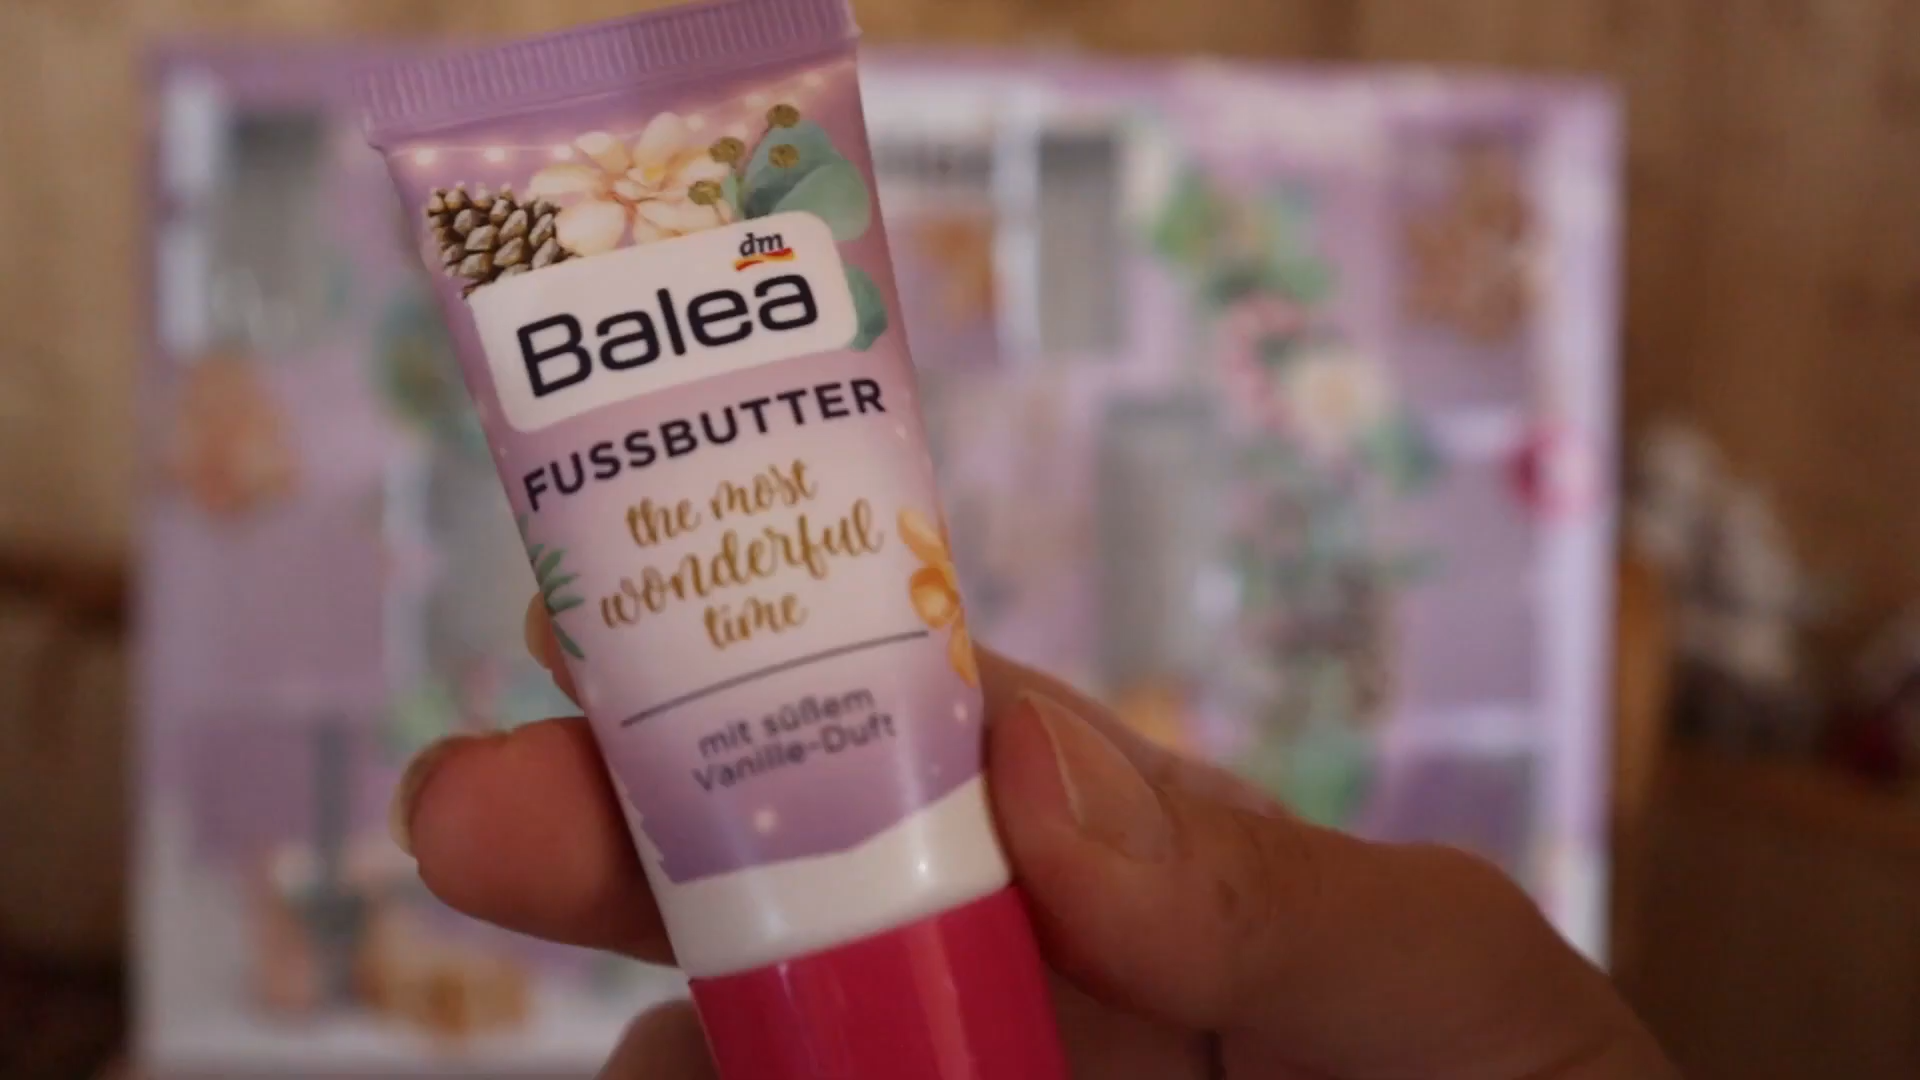 dm
Balea
FUSSBUTTER
the most
wonderful
time
mit süßem
Vanille-Duft